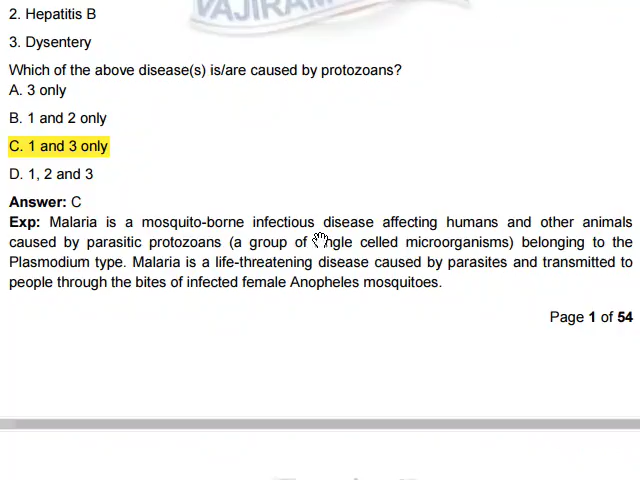 VAJIRAM
2. Hepatitis B
3. Dysentery
Which of the above disease(s) is/are caused by protozoans?
A. 3 only
B. 1 and 2 only
C. 1 and 3 only
D. 1, 2 and 3
Answer: C
Exp: Malaria is a mosquito-borne infectious disease affecting humans and other animals
caused by parasitic protozoans (a group of celled microorganisms) belonging to the
Plasmodium type. Malaria is a life-threatening disease caused by parasites and transmitted to
people through the bites of infected female Anopheles mosquitoes.
Page 1 of 54